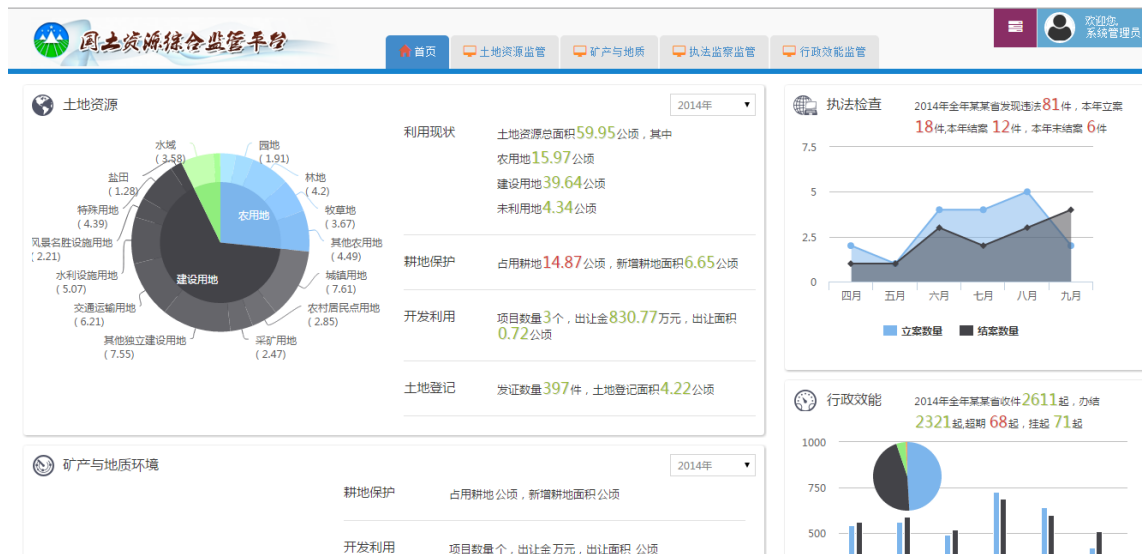 国土资源综合监管平台
首页
土地资源监管
矿产与地质
执法监察监管
行政效能监管
欢迎您,
系统管理员
土地资源
2014年
水域
( 3.58)
盐田
( 1.28)
特殊用地
( 4.39)
风景名胜设施用地
( 2.21)
水利设施用地
( 5.07)
交通运输用地
( 6.21)
其他独立建设用地
( 7.55)
园地
( 1.91)
林地
( 4.2)
牧草地
( 3.67)
其他农用地
( 4.49)
城镇用地
( 7.61)
农村居民点用地
( 2.85)
采矿用地
( 2.47)
农用地
建设用地
利用现状
土地资源总面积59.95公顷，其中
农用地15.97公顷
建设用地39.64公顷
未利用地4.34公顷
耕地保护
占用耕地14.87公顷，新增耕地面积6.65公顷
开发利用
项目数量3个，出让金830.77万元，出让面积
0.72公顷
土地登记
发证数量397件，土地登记面积4.22公顷
执法检查
2014年全年某某省发现违法81件，本年立案
18件,本年结案 12件，本年未结案 6件
7.5
5
2.5
0
四月 五月 六月 七月 八月 九月
立案数量 结案数量
行政效能
2014年全年某某省收件2611起，办结
2321起,超期 68起，挂起 71起
1000
750
500
矿产与地质环境
2014年
耕地保护
占用耕地公顷，新增耕地面积公顷
开发利用
项目数量个，出让金万元，出让面积 公顷